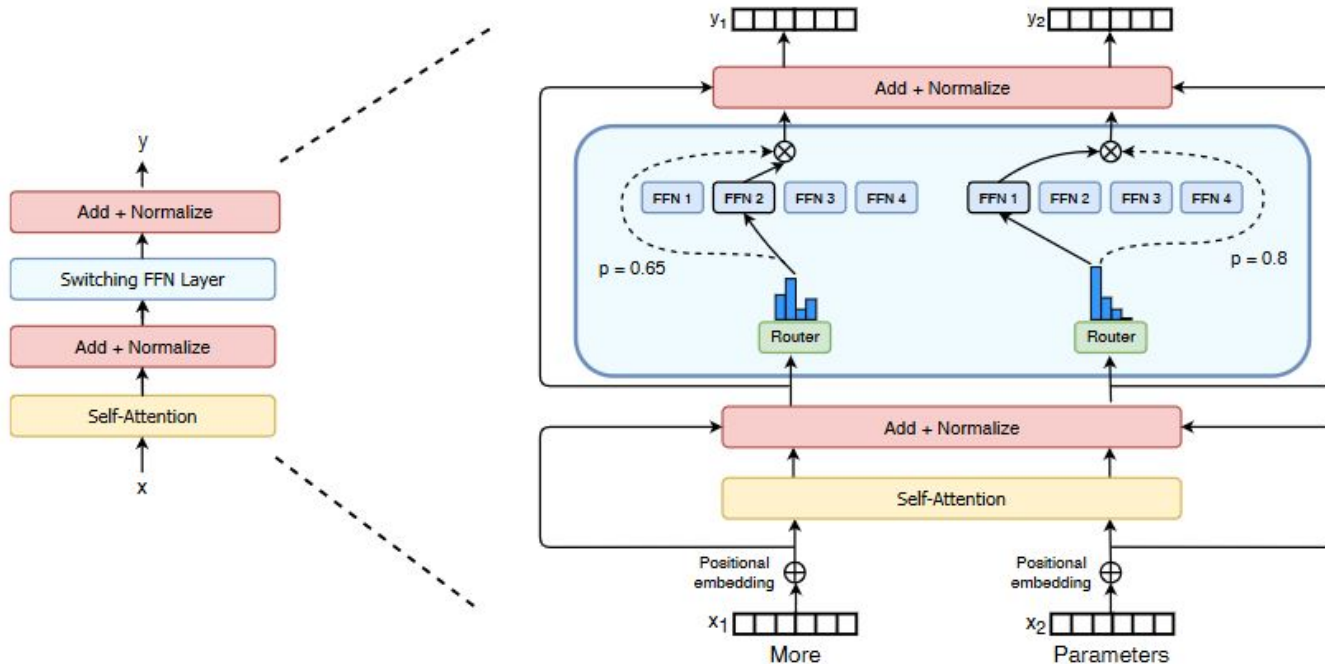 y
Add + Normalize
Switching FFN Layer
Add + Normalize
Self-Attention
x
y1
y2
Add + Normalize
FFN 1 FFN 2 FFN 3 FFN 4
FFN 1 FFN 2 FFN 3 FFN 4
p = 0.65
p = 0.8
Router
Router
Add + Normalize
Self-Attention
Positional
embedding
Positional
embedding
x1
x2
More
Parameters